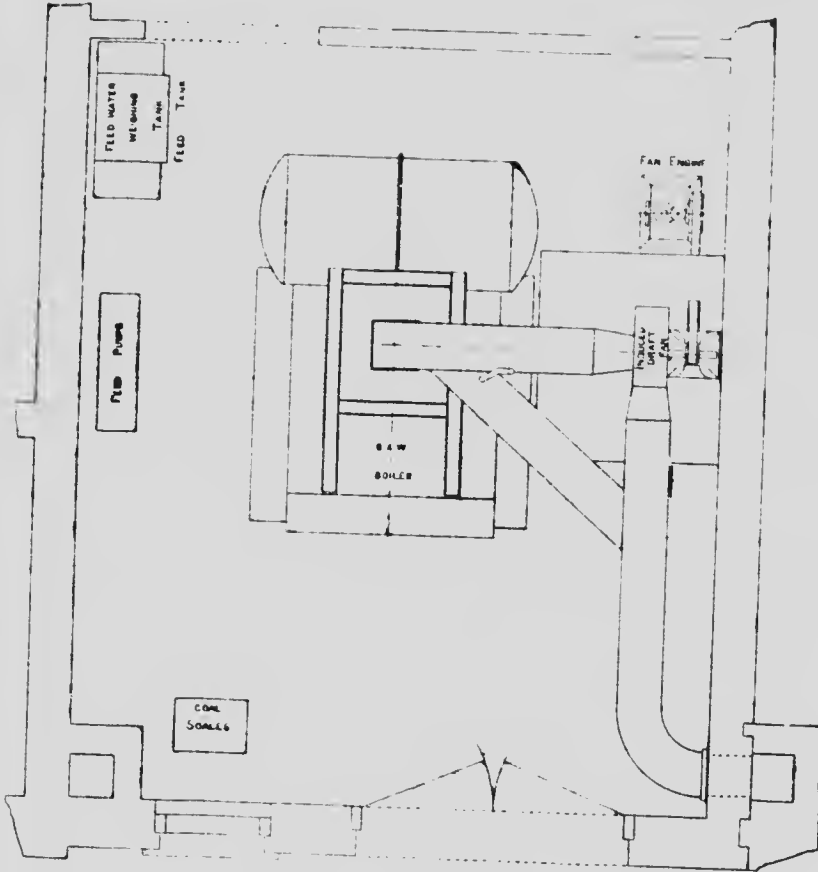 FEED WATER
WEIGHING
TANK
FEED TANK
FAN ENGINE
FEED PUMPS
INDUCED
DRAFT
FAN
B & W
BOILER
COAL
SCALES